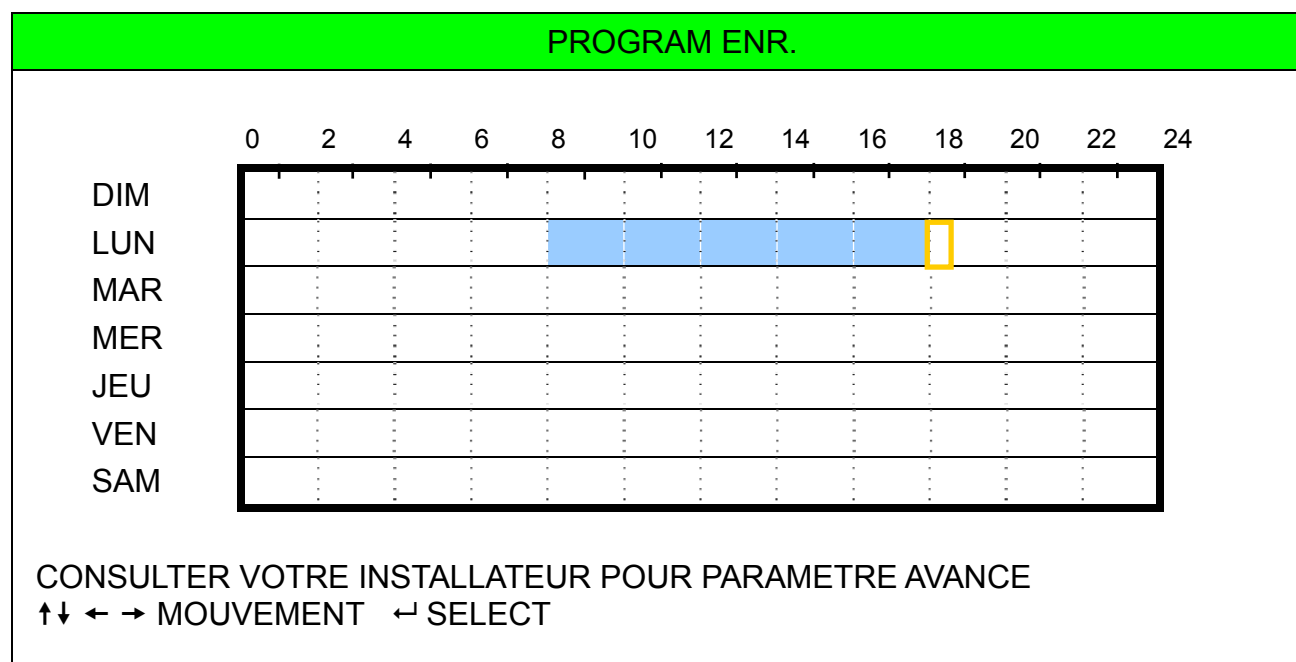 PROGRAM ENR.
0 2 4 6 8 10 12 14 16 18 20 22 24
DIM
LUN
MAR
MER
JEU
VEN
SAM
CONSULTER VOTRE INSTALLATEUR POUR PARAMETRE AVANCE
↑↓ ← → MOUVEMENT ↵ SELECT